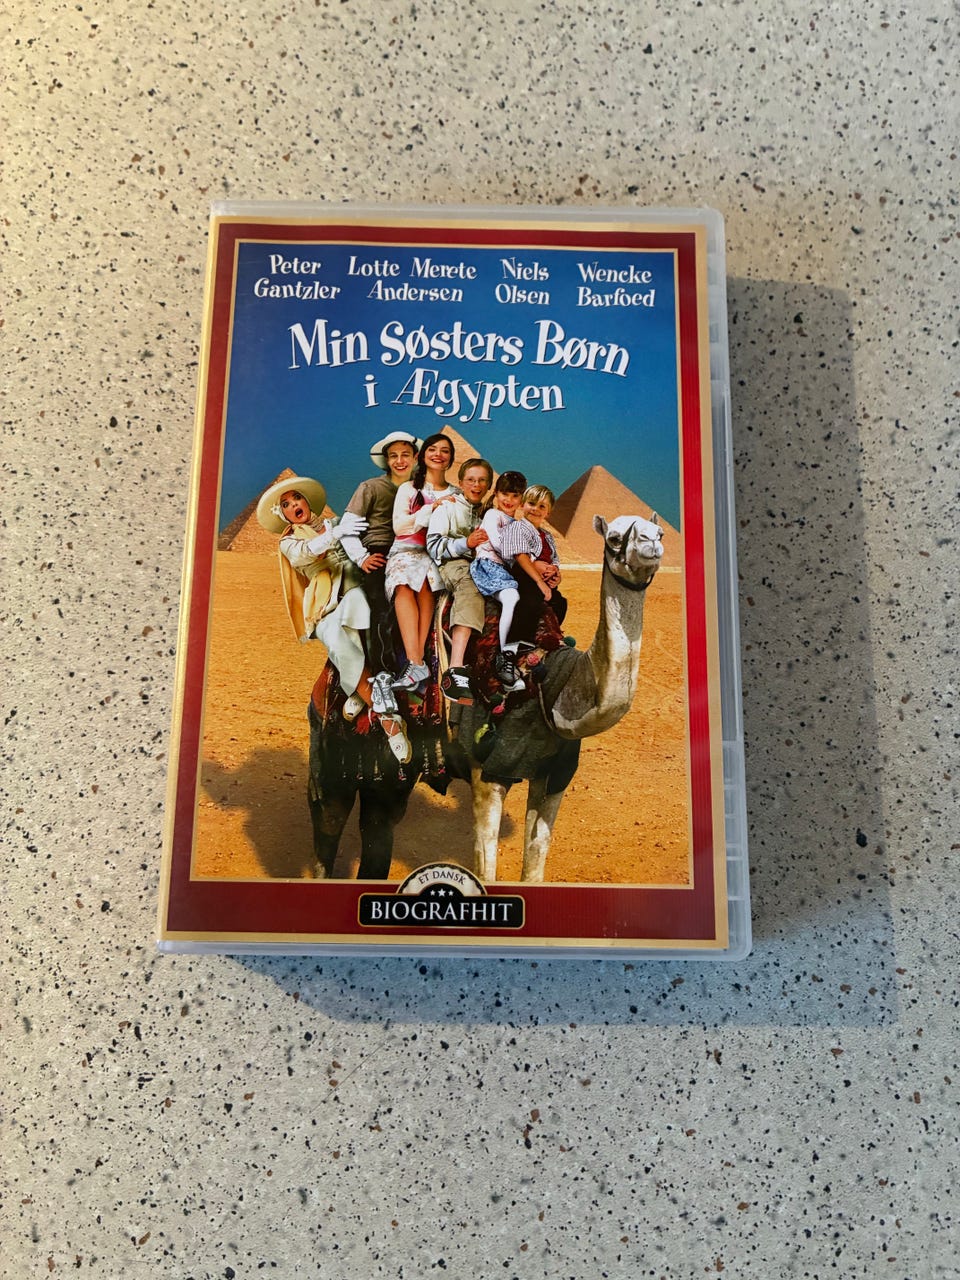 Peter Gantzler
Lotte Merete Andersen
Niels Olsen
Wencke Barfoed
Min Søsters Børn
i Ægypten
ET DANSK
BIOGRAFHIT